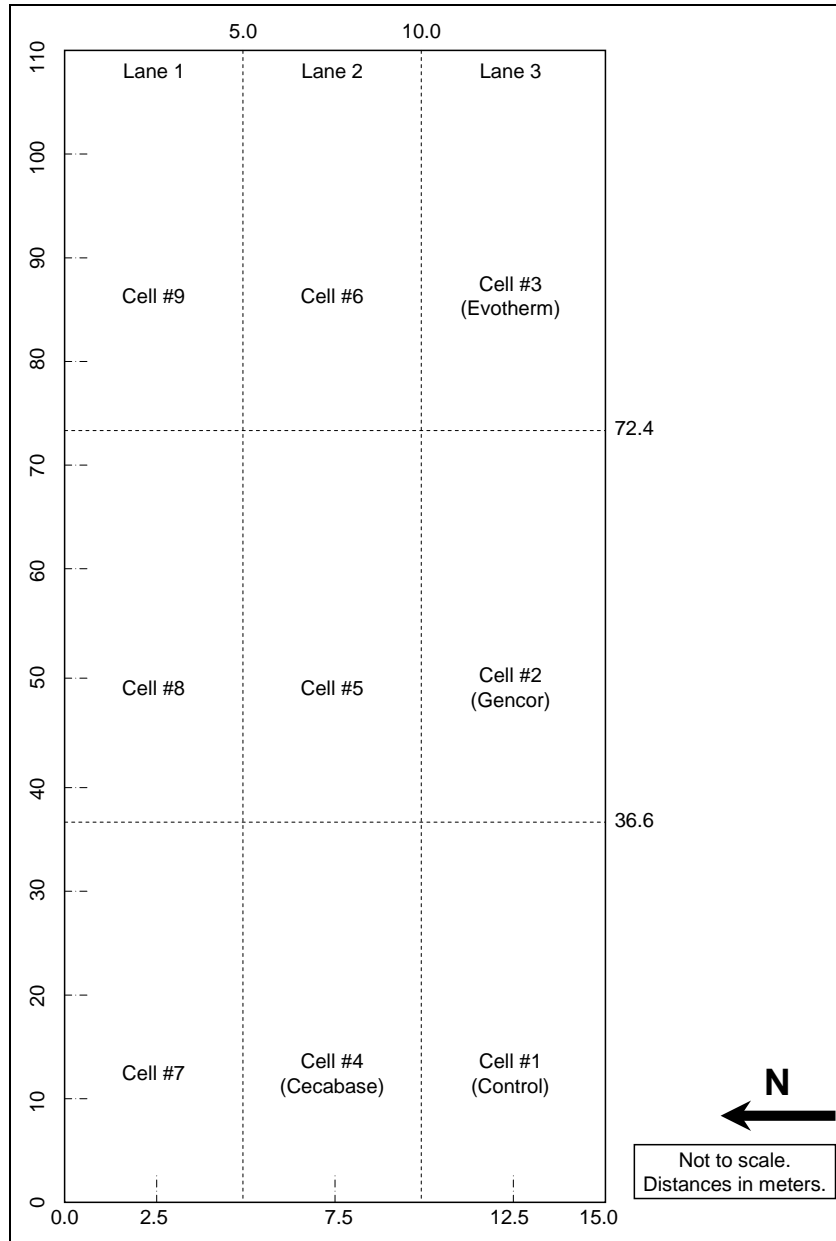 5.0 10.0
110
Lane 1 Lane 2 Lane 3
100
90
Cell #9 Cell #6 Cell #3
(Evotherm)
80
72.4
70
60
50
Cell #8 Cell #5 Cell #2
(Gencor)
40
36.6
30
20
Cell #7 Cell #4 Cell #1
(Cecabase) (Control)
10
N
Not to scale.
Distances in meters.
0
0.0 2.5 7.5 12.5 15.0